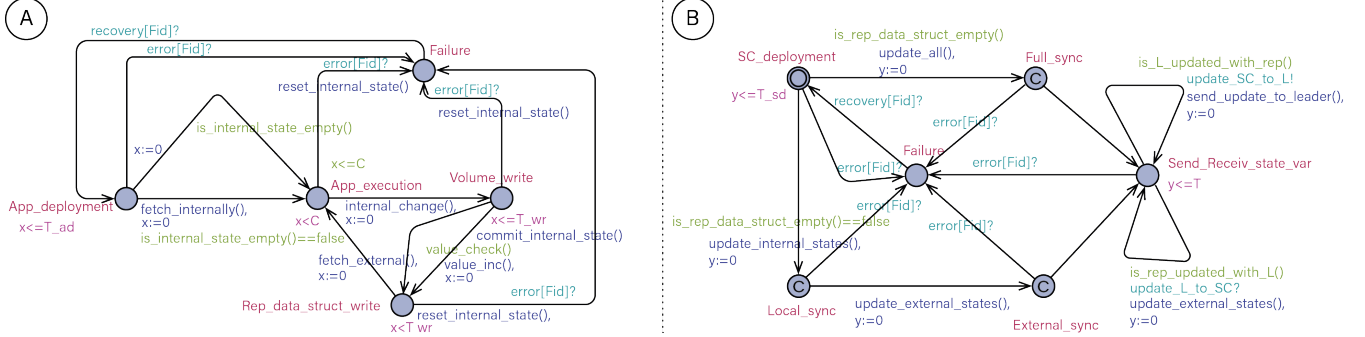 A
recovery[Fid]?
error[Fid]?
Failure
error[Fid]?
reset_internal_state()
error[Fid]?
reset_internal_state()
is_internal_state_empty()
x:=0
x<=C
App_execution
Volume_write
App_deployment
x<=T_ad
fetch_internally(),
x:=0
is_internal_state_empty()==false
x<C
internal_change(),
x:=0
x<=T_wr
commit_internal_state()
value_check()
value_inc(),
x:=0
fetch_external(),
x:=0
error[Fid]?
Rep_data_struct_write
x<T wr
reset_internal_state(),
x:=0
B
is_rep_data_struct_empty()
update_all(),
y:=0
SC_deployment
y<=T_sd
Full_sync
C
is_L_updated_with_rep()
update_SC_to_L!
send_update_to_leader(),
y:=0
recovery[Fid]?
error[Fid]?
Failure
error[Fid]?
error[Fid]?
Send_Receiv_state_var
y<=T
error[Fid]?
is_rep_data_struct_empty()==false
update_internal_states(),
y:=0
error[Fid]?
is_rep_updated_with_L()
update_L_to_SC?
update_external_states(),
y:=0
C
Local_sync
update_external_states(),
y:=0
C
External_sync